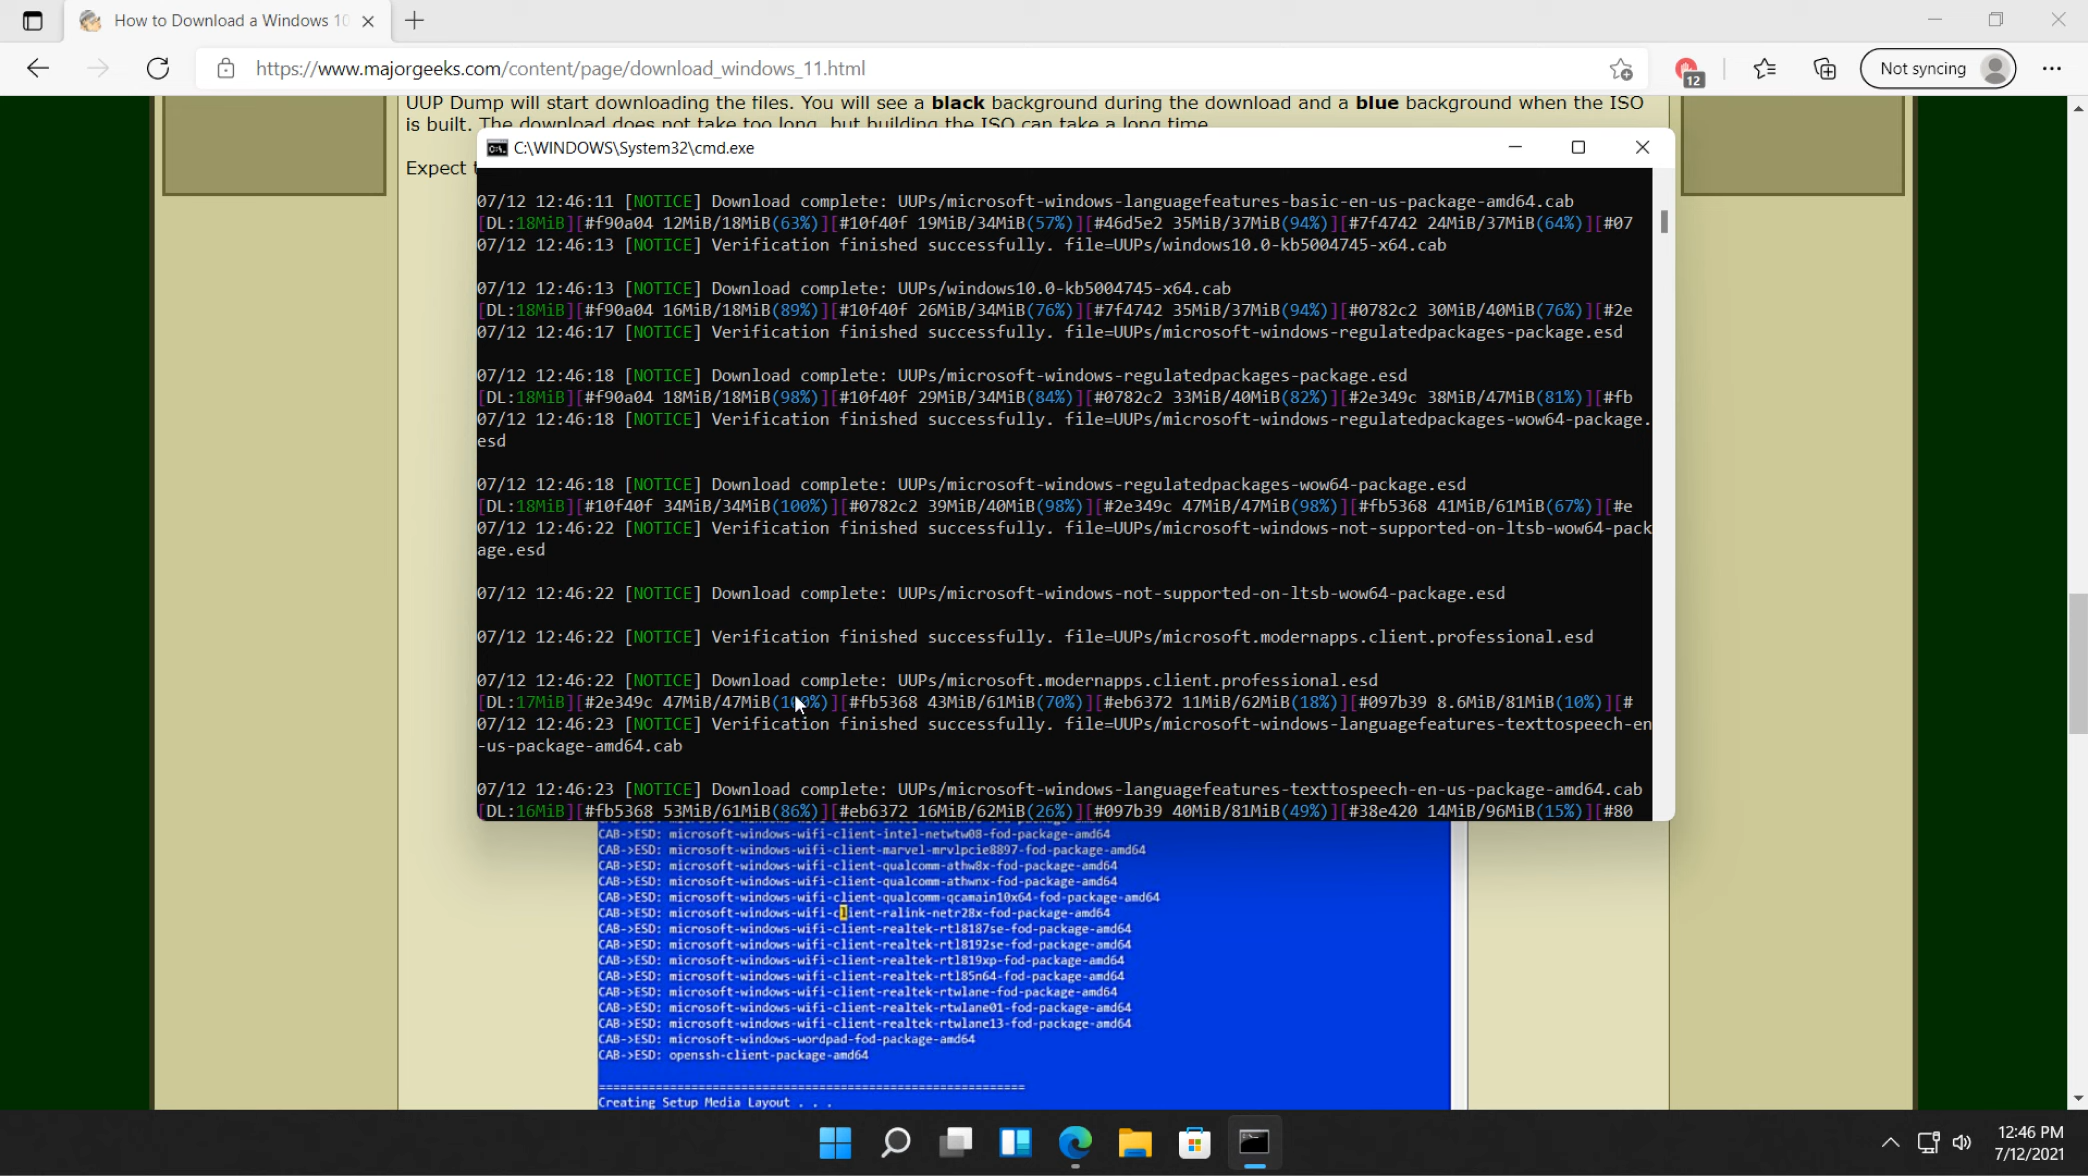 How to Download a Windows 10
https://www.majorgeeks.com/content/page/download_windows_11.html
12
Not syncing
UUP Dump will start downloading the files. You will see a black background during the download and a blue background when the ISO
is built. The download does not take too long, but building the ISO can take a long time.
Expect
C:\WINDOWS\System32\cmd.exe
07/12 12:46:11 [NOTICE] Download complete: UUPs/microsoft-windows-languagefeatures-basic-en-us-package-amd64.cab
[DL:18MiB][#f90a04 12MiB/18MiB(63%)][#10f40f 19MiB/34MiB(57%)][#46d5e2 35MiB/37MiB(94%)][#7f4742 24MiB/37MiB(64%)][#07
07/12 12:46:13 [NOTICE] Verification finished successfully. file=UUPs/windows10.0-kb5004745-x64.cab
07/12 12:46:13 [NOTICE] Download complete: UUPs/windows10.0-kb5004745-x64.cab
[DL:18MiB][#f90a04 16MiB/18MiB(89%)][#10f40f 26MiB/34MiB(76%)][#7f4742 35MiB/37MiB(94%)][#0782c2 30MiB/40MiB(76%)][#2e
07/12 12:46:17 [NOTICE] Verification finished successfully. file=UUPs/microsoft-windows-regulatedpackages-package.esd
07/12 12:46:18 [NOTICE] Download complete: UUPs/microsoft-windows-regulatedpackages-package.esd
[DL:18MiB][#f90a04 18MiB/18MiB(98%)][#10f40f 29MiB/34MiB(84%)][#0782c2 33MiB/40MiB(82%)][#2e349c 38MiB/47MiB(81%)][#fb
07/12 12:46:18 [NOTICE] Verification finished successfully. file=UUPs/microsoft-windows-regulatedpackages-wow64-package.
esd
07/12 12:46:18 [NOTICE] Download complete: UUPs/microsoft-windows-regulatedpackages-wow64-package.esd
[DL:18MiB][#10f40f 34MiB/34MiB(100%)][#0782c2 39MiB/40MiB(98%)][#2e349c 47MiB/47MiB(98%)][#fb5368 41MiB/61MiB(67%)][#e
07/12 12:46:22 [NOTICE] Verification finished successfully. file=UUPs/microsoft-windows-not-supported-on-ltsb-wow64-pack
age.esd
07/12 12:46:22 [NOTICE] Download complete: UUPs/microsoft-windows-not-supported-on-ltsb-wow64-package.esd
07/12 12:46:22 [NOTICE] Verification finished successfully. file=UUPs/microsoft.modernapps.client.professional.esd
07/12 12:46:22 [NOTICE] Download complete: UUPs/microsoft.modernapps.client.professional.esd
[DL:17MiB][#2e349c 47MiB/47MiB(100%)][#fb5368 43MiB/61MiB(70%)][#eb6372 11MiB/62MiB(18%)][#097b39 8.6MiB/81MiB(10%)][#
07/12 12:46:23 [NOTICE] Verification finished successfully. file=UUPs/microsoft-windows-languagefeatures-texttospeech-en
-us-package-amd64.cab
07/12 12:46:23 [NOTICE] Download complete: UUPs/microsoft-windows-languagefeatures-texttospeech-en-us-package-amd64.cab
[DL:16MiB][#fb5368 53MiB/61MiB(86%)][#eb6372 16MiB/62MiB(26%)][#097b39 40MiB/81MiB(49%)][#38e420 14MiB/96MiB(15%)][#80
CAB->ESD: microsoft-windows-wifi-client-intel-netwtw08-fod-package-amd64
CAB->ESD: microsoft-windows-wifi-client-marvel-mrvlpcie8897-fod-package-amd64
CAB->ESD: microsoft-windows-wifi-client-qualcomm-athw8x-fod-package-amd64
CAB->ESD: microsoft-windows-wifi-client-qualcomm-athwnx-fod-package-amd64
CAB->ESD: microsoft-windows-wifi-client-qualcomm-qcamain10x64-fod-package-amd64
CAB->ESD: microsoft-windows-wifi-client-ralink-netr28x-fod-package-amd64
CAB->ESD: microsoft-windows-wifi-client-realtek-rtl8187se-fod-package-amd64
CAB->ESD: microsoft-windows-wifi-client-realtek-rtl8192se-fod-package-amd64
CAB->ESD: microsoft-windows-wifi-client-realtek-rtl819xp-fod-package-amd64
CAB->ESD: microsoft-windows-wifi-client-realtek-rtl85n64-fod-package-amd64
CAB->ESD: microsoft-windows-wifi-client-realtek-rtwlane-fod-package-amd64
CAB->ESD: microsoft-windows-wifi-client-realtek-rtwlane01-fod-package-amd64
CAB->ESD: microsoft-windows-wifi-client-realtek-rtwlane13-fod-package-amd64
CAB->ESD: microsoft-windows-wordpad-fod-package-amd64
CAB->ESD: openssh-client-package-amd64
Creating Setup Media Layout . . .
12:46 PM
7/12/2021